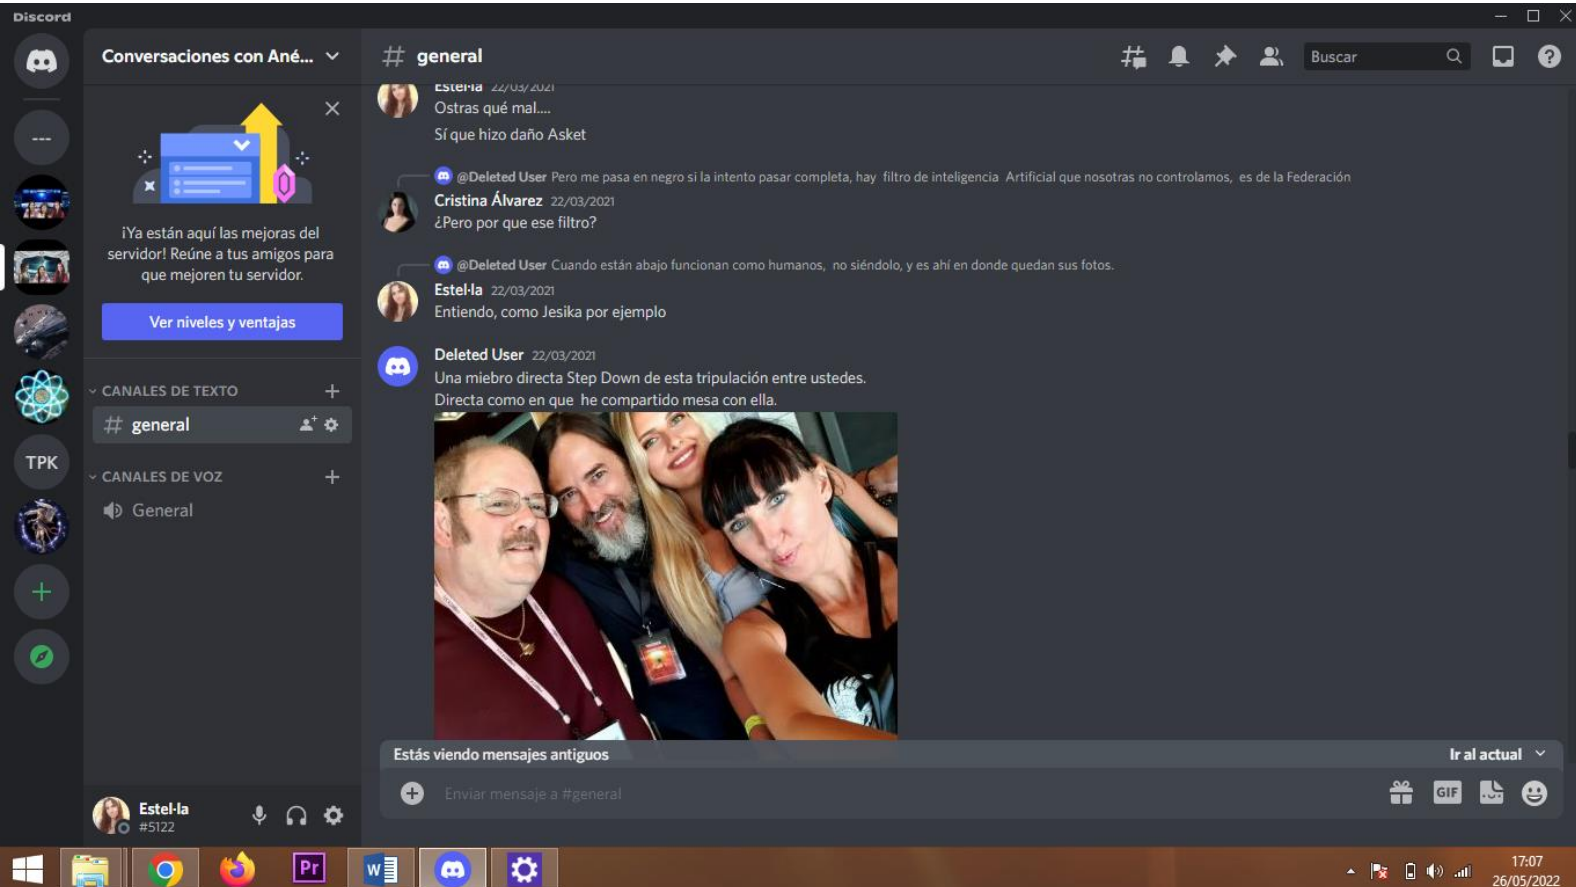 Discord
Conversaciones con Ané...
general
Buscar
¡Ya están aquí las mejoras del
servidor! Reúne a tus amigos para
que mejoren tu servidor.
Ver niveles y ventajas
CANALES DE TEXTO
general
CANALES DE VOZ
General
---
TPK
Estel·la 22/03/2021
Ostras qué mal....
Sí que hizo daño Asket
@Deleted User Pero me pasa en negro si la intento pasar completa, hay filtro de inteligencia Artificial que nosotras no controlamos, es de la Federación
Cristina Álvarez 22/03/2021
¿Pero por que ese filtro?
@Deleted User Cuando están abajo funcionan como humanos, no siéndolo, y es ahí en donde quedan sus fotos.
Estel·la 22/03/2021
Entiendo, como Jesika por ejemplo
Deleted User 22/03/2021
Una miebro directa Step Down de esta tripulación entre ustedes.
Directa como en que he compartido mesa con ella.
Estás viendo mensajes antiguos
Ir al actual
Enviar mensaje a #general
GIF
Estel·la
#5122
Pr
W
17:07
26/05/2022